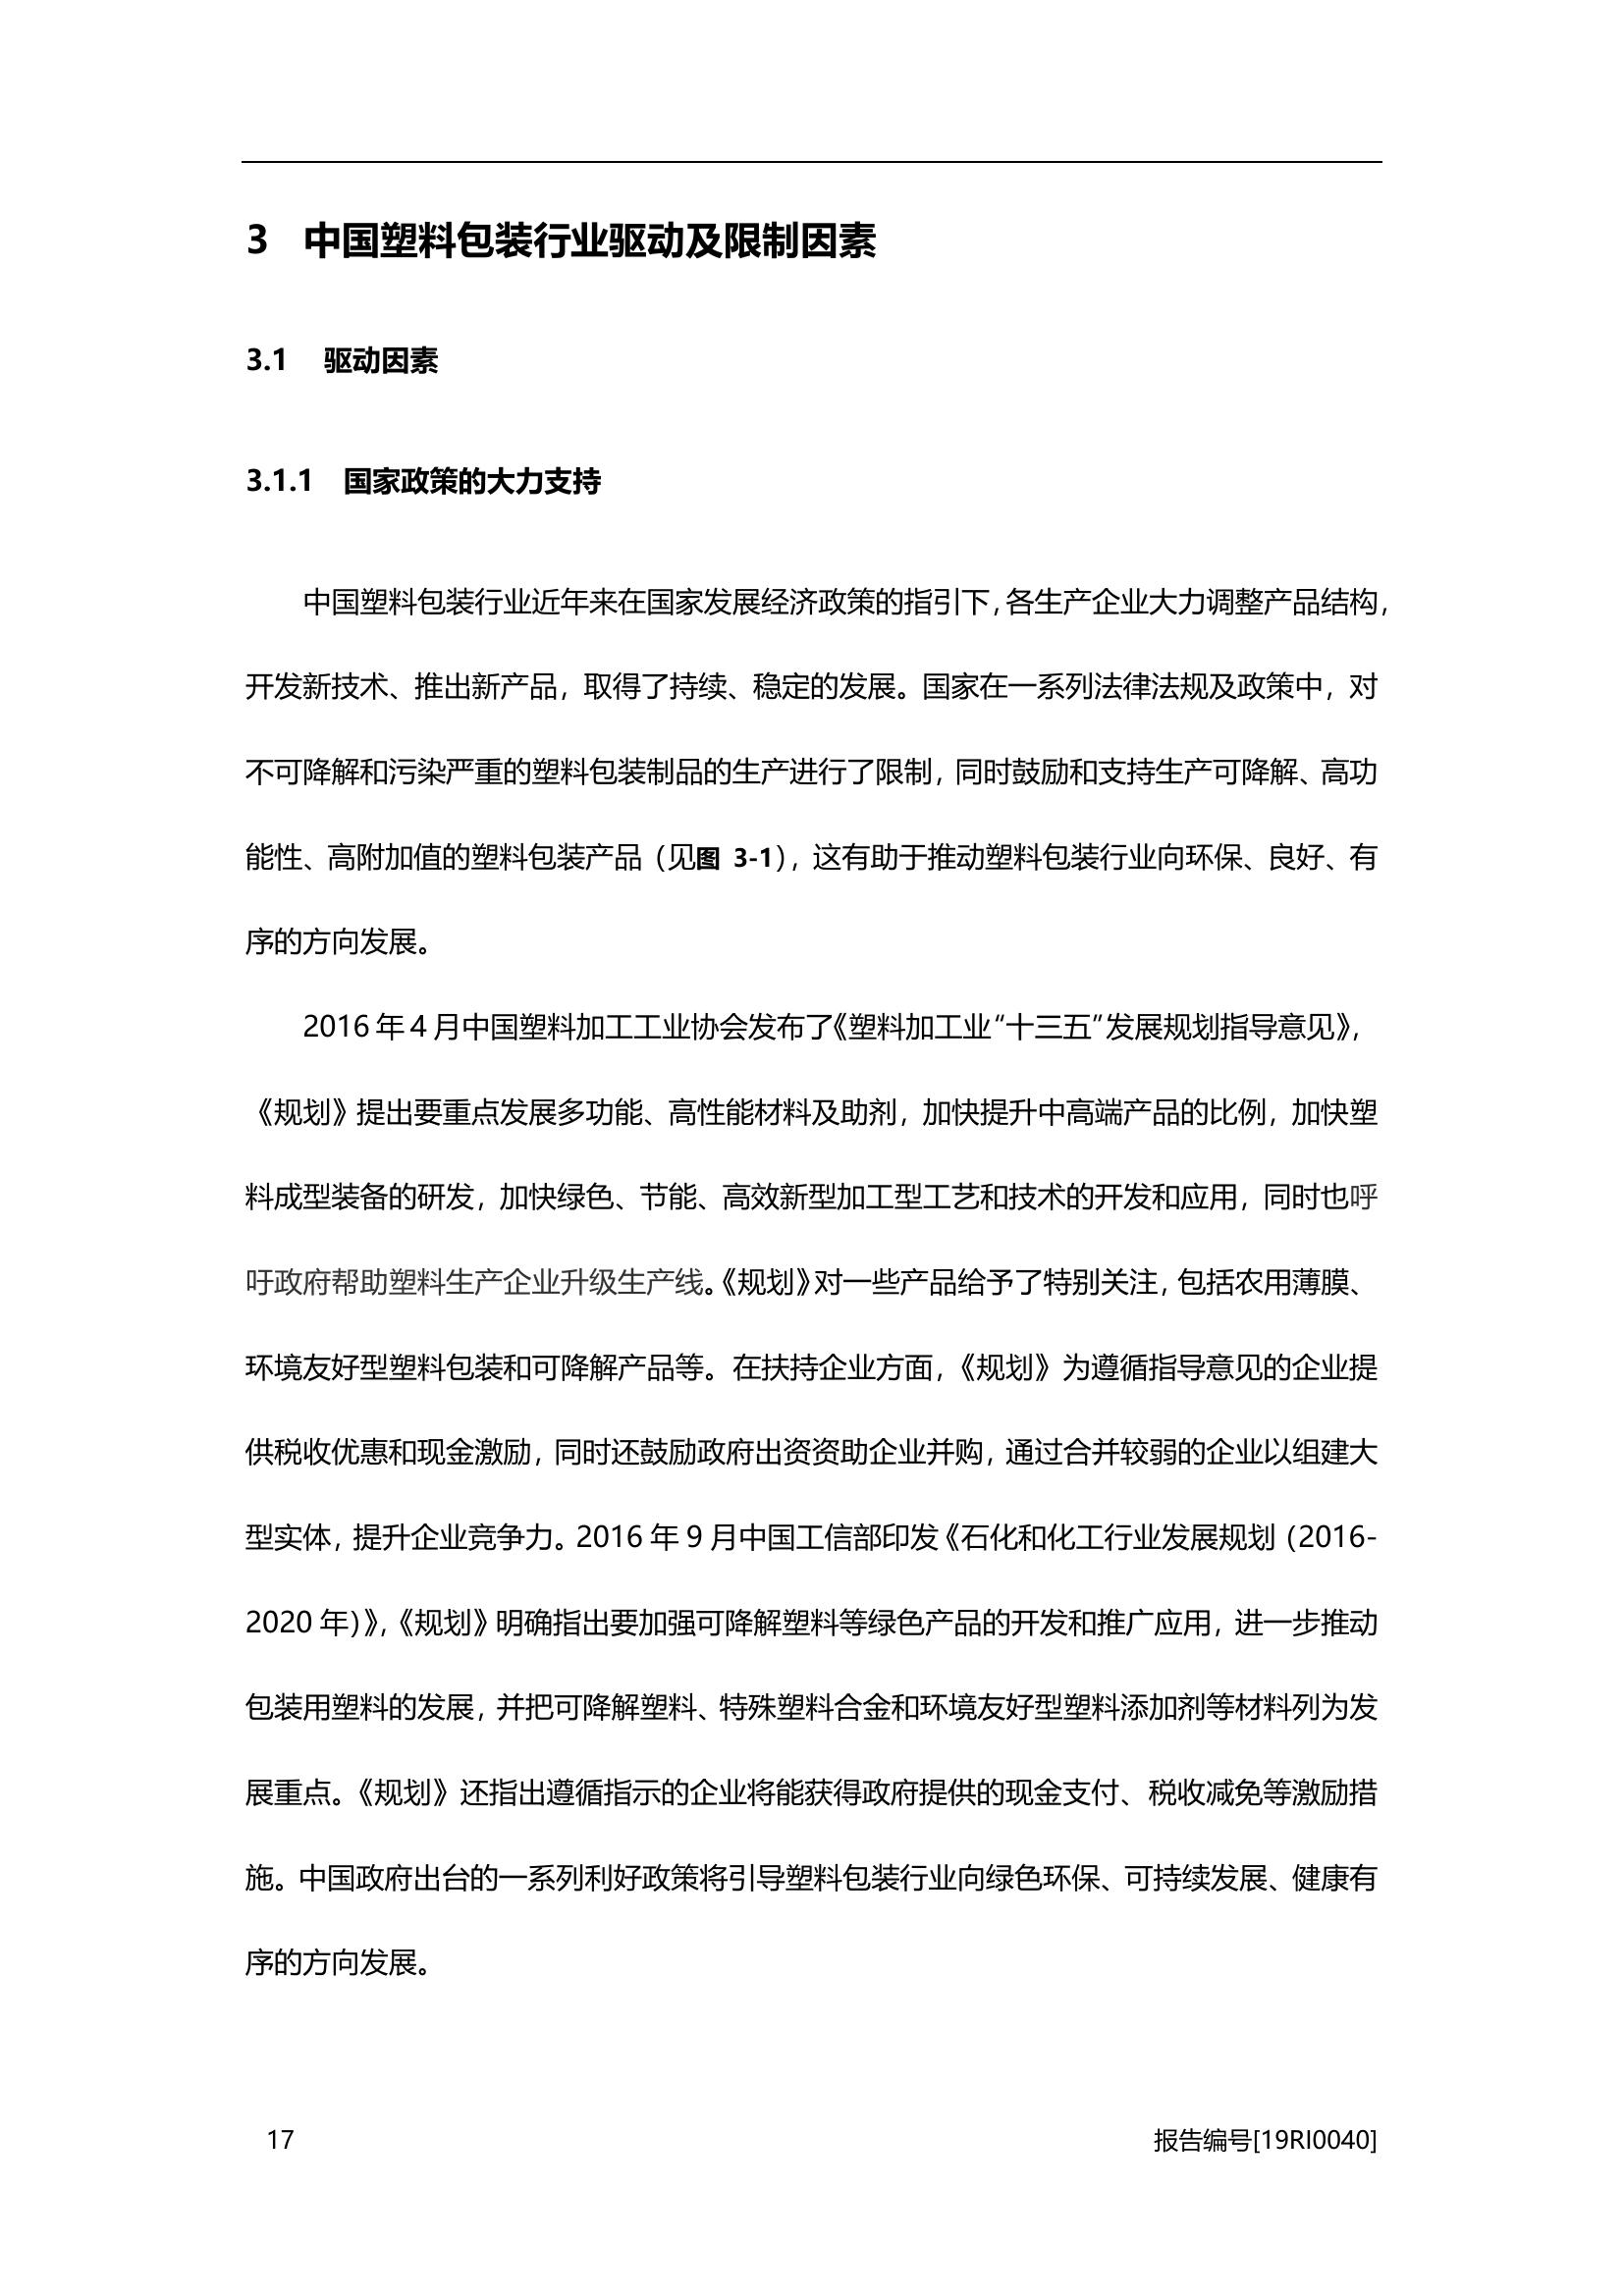 3 中国塑料包装行业驱动及限制因素
3.1 驱动因素
3.1.1 国家政策的大力支持
中国塑料包装行业近年来在国家发展经济政策的指引下，各生产企业大力调整产品结构，
开发新技术、推出新产品，取得了持续、稳定的发展。国家在一系列法律法规及政策中，对
不可降解和污染严重的塑料包装制品的生产进行了限制，同时鼓励和支持生产可降解、高功
能性、高附加值的塑料包装产品（见图 3-1），这有助于推动塑料包装行业向环保、良好、有
序的方向发展。
2016 年 4 月中国塑料加工工业协会发布了《塑料加工业“十三五”发展规划指导意见》，
《规划》提出要重点发展多功能、高性能材料及助剂，加快提升中高端产品的比例，加快塑
料成型装备的研发，加快绿色、节能、高效新型加工型工艺和技术的开发和应用，同时也呼
吁政府帮助塑料生产企业升级生产线。《规划》对一些产品给予了特别关注，包括农用薄膜、
环境友好型塑料包装和可降解产品等。在扶持企业方面，《规划》为遵循指导意见的企业提
供税收优惠和现金激励，同时还鼓励政府出资资助企业并购，通过合并较弱的企业以组建大
型实体，提升企业竞争力。2016 年 9 月中国工信部印发《石化和化工行业发展规划（2016-
2020 年）》，《规划》明确指出要加强可降解塑料等绿色产品的开发和推广应用，进一步推动
包装用塑料的发展，并把可降解塑料、特殊塑料合金和环境友好型塑料添加剂等材料列为发
展重点。《规划》还指出遵循指示的企业将能获得政府提供的现金支付、税收减免等激励措
施。中国政府出台的一系列利好政策将引导塑料包装行业向绿色环保、可持续发展、健康有
序的方向发展。
17 报告编号[19RI0040]